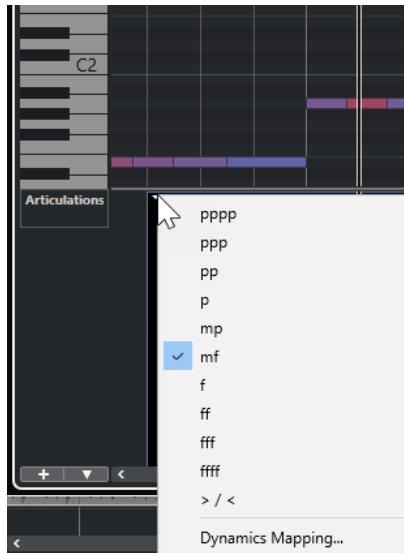 C2
Articulations
pppp
ppp
pp
p
mp
mf
f
ff
fff
ffff
> / <
Dynamics Mapping...